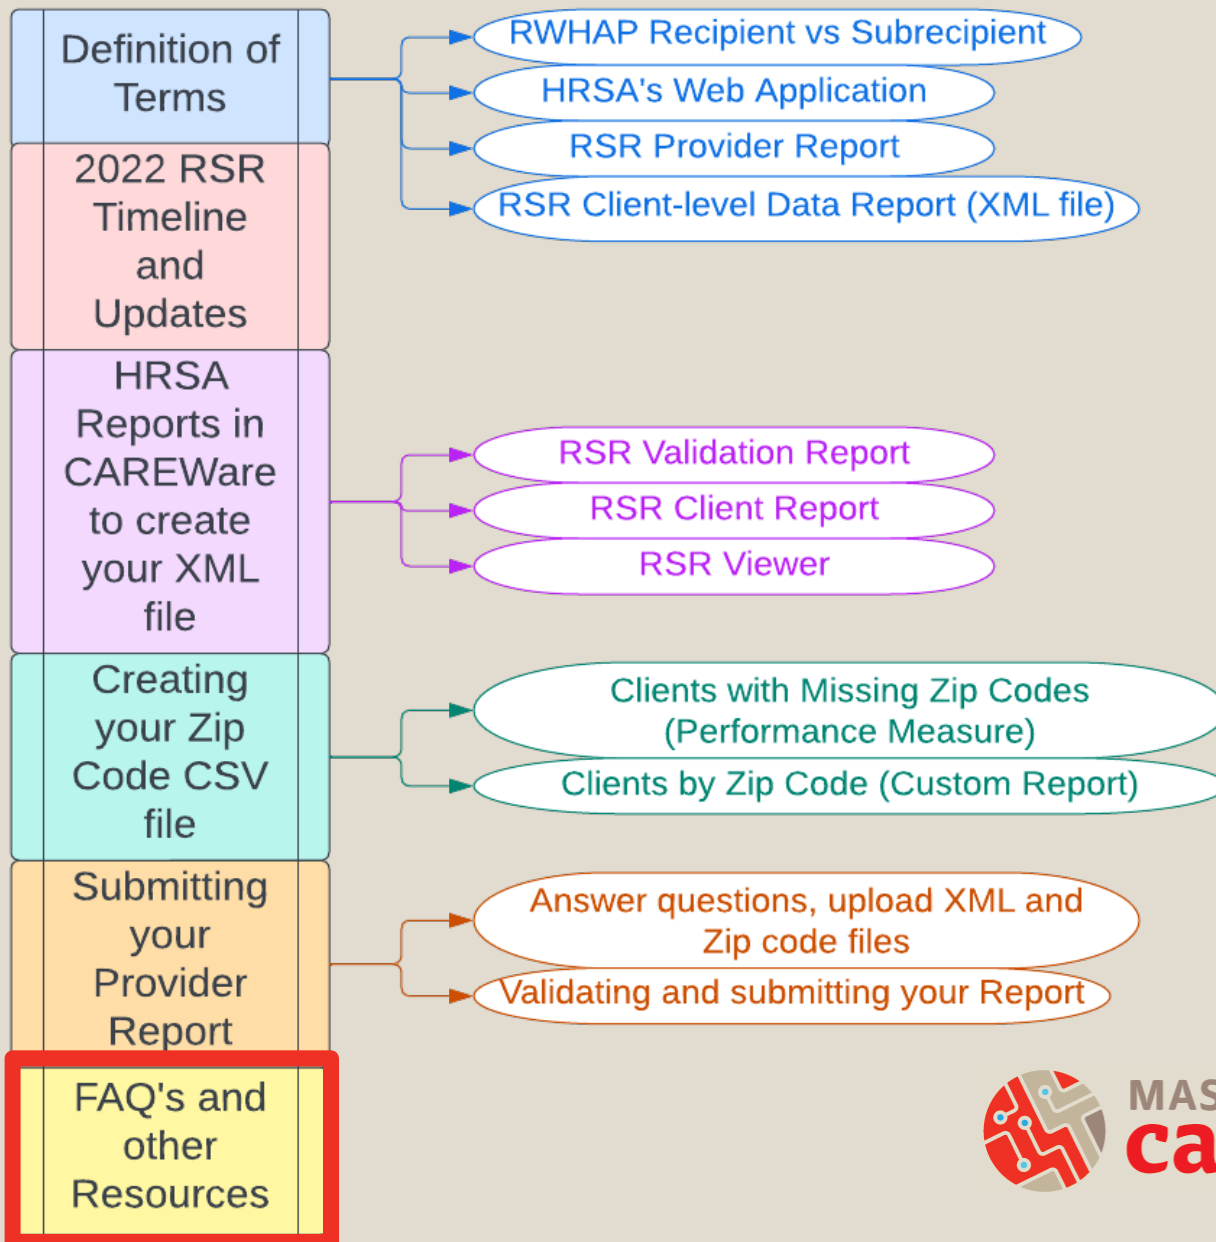 Definition of
Terms
RWHAP Recipient vs Subrecipient
HRSA's Web Application
RSR Provider Report
RSR Client-level Data Report (XML file)
2022 RSR
Timeline
and
Updates
HRSA
Reports in
CAREWare
to create
your XML
file
RSR Validation Report
RSR Client Report
RSR Viewer
Creating
your Zip
Code CSV
file
Clients with Missing Zip Codes
(Performance Measure)
Clients by Zip Code (Custom Report)
Submitting
your
Provider
Report
Answer questions, upload XML and
Zip code files
Validating and submitting your Report
FAQ's and
other
Resources
MAS
ca